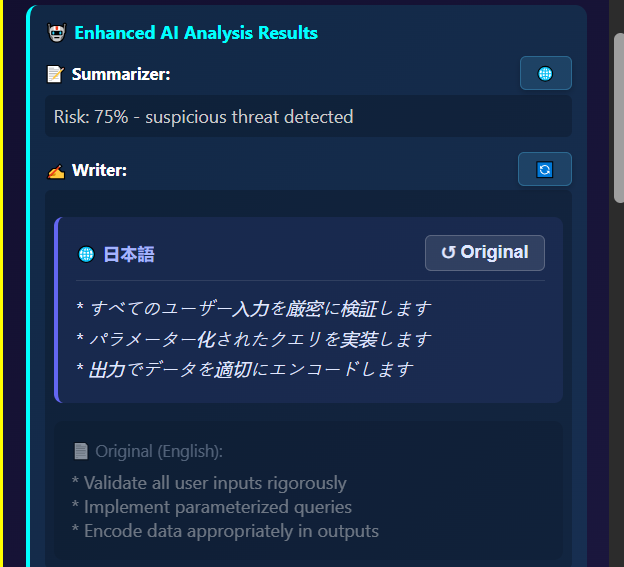 Enhanced AI Analysis Results
Summarizer:
Risk: 75% - suspicious threat detected
Writer:
日本語
↺ Original
* すべてのユーザー入力を厳密に検証します
* パラメーター化されたクエリを実装します
* 出力でデータを適切にエンコードします
Original (English):
* Validate all user inputs rigorously
* Implement parameterized queries
* Encode data appropriately in outputs